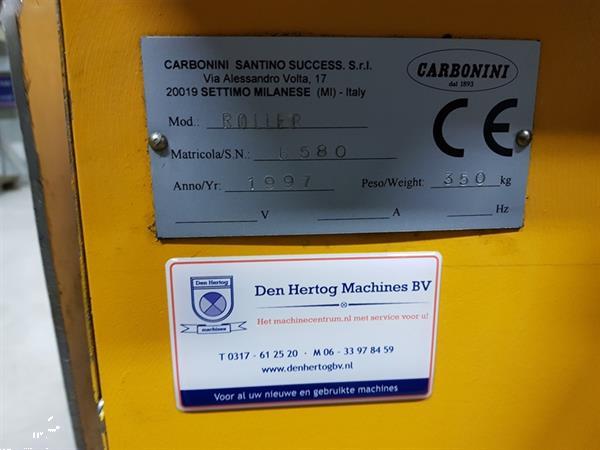 CARBONINI SANTINO SUCCESS. S.r.l.
Via Alessandro Volta, 17
20019 SETTIMO MILANESE (MI) - Italy
CARBONINI
dal 1893
CE
Mod.: ROLLER
Matricola/S.N.: 6580
Anno/Yr: 1997 Peso/Weight: 350 kg
V A Hz
Den Hertog
machines
Den Hertog Machines BV
Het machinecentrum.nl met service voor u!
T 0317 - 61 25 20 · M 06 - 33 97 84 59
www.denhertogbv.nl
Voor al uw nieuwe en gebruikte machines